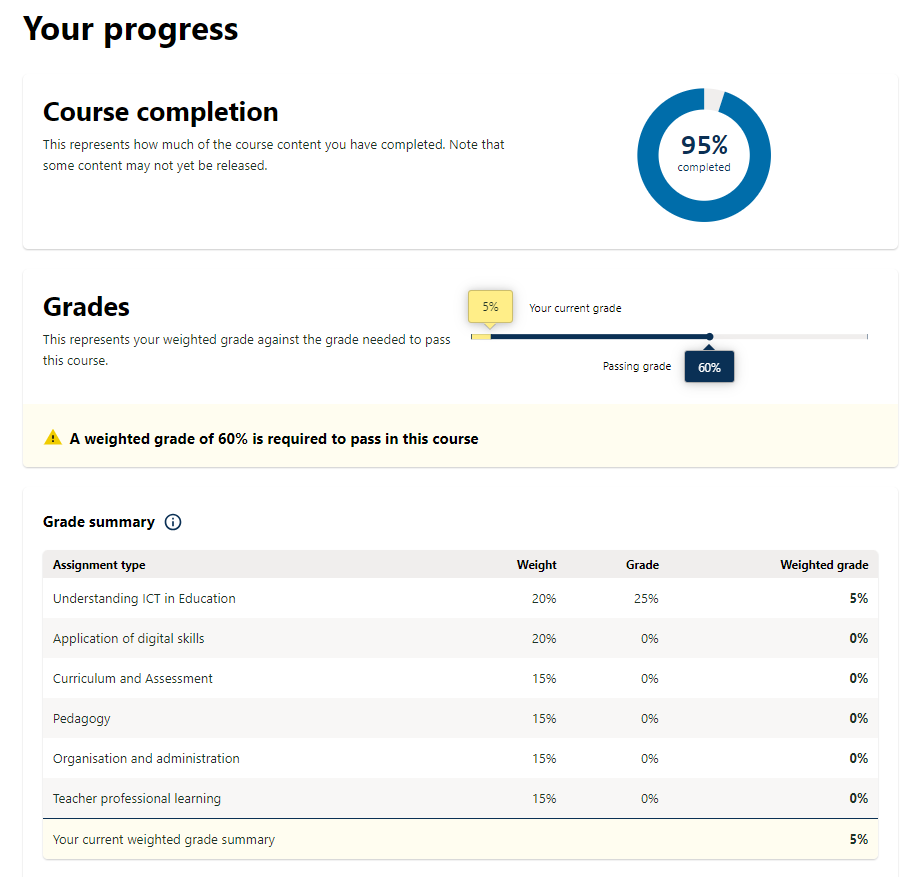 Your progress
Course completion
This represents how much of the course content you have completed. Note that
some content may not yet be released.
95%
completed
Grades
This represents your weighted grade against the grade needed to pass
this course.
5%
Your current grade
Passing grade
60%
A weighted grade of 60% is required to pass in this course
Grade summary
Assignment type Weight Grade Weighted grade
Understanding ICT in Education 20% 25% 5%
Application of digital skills 20% 0% 0%
Curriculum and Assessment 15% 0% 0%
Pedagogy 15% 0% 0%
Organisation and administration 15% 0% 0%
Teacher professional learning 15% 0% 0%
Your current weighted grade summary 5%